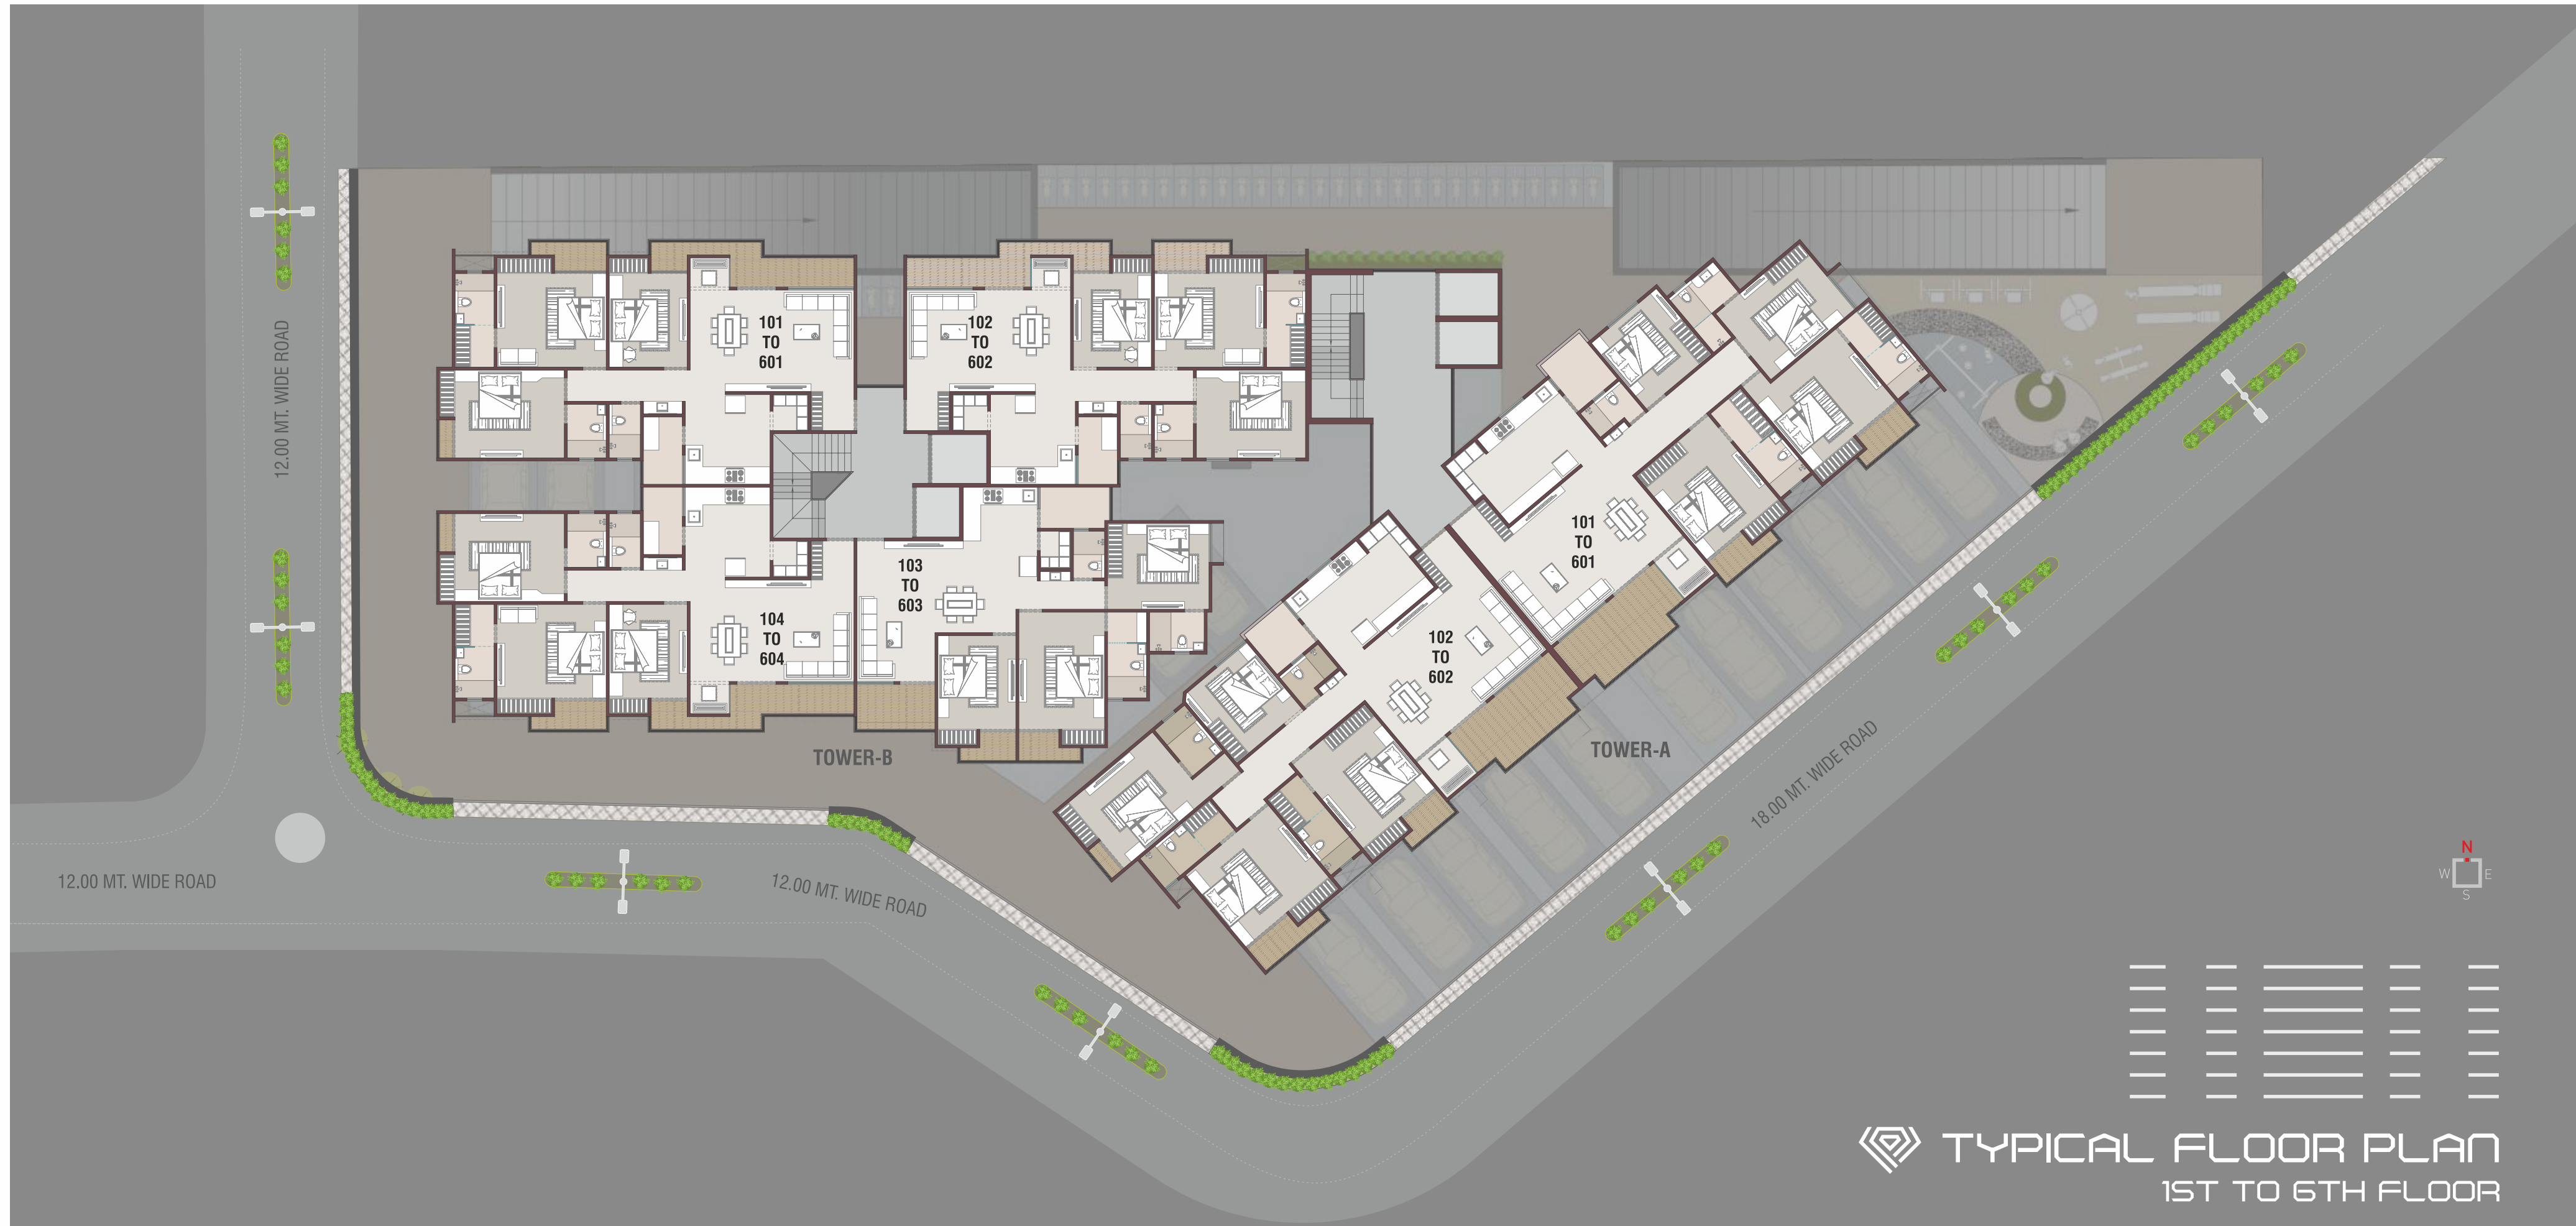 12.00 MT. WIDE ROAD
101
TO
601
102
TO
602
103
TO
603
104
TO
604
TOWER-B
101
TO
601
102
TO
602
TOWER-A
18.00 MT. WIDE ROAD
12.00 MT. WIDE ROAD
12.00 MT. WIDE ROAD
N
W E
S
TYPICAL FLOOR PLAN
1ST TO 6TH FLOOR